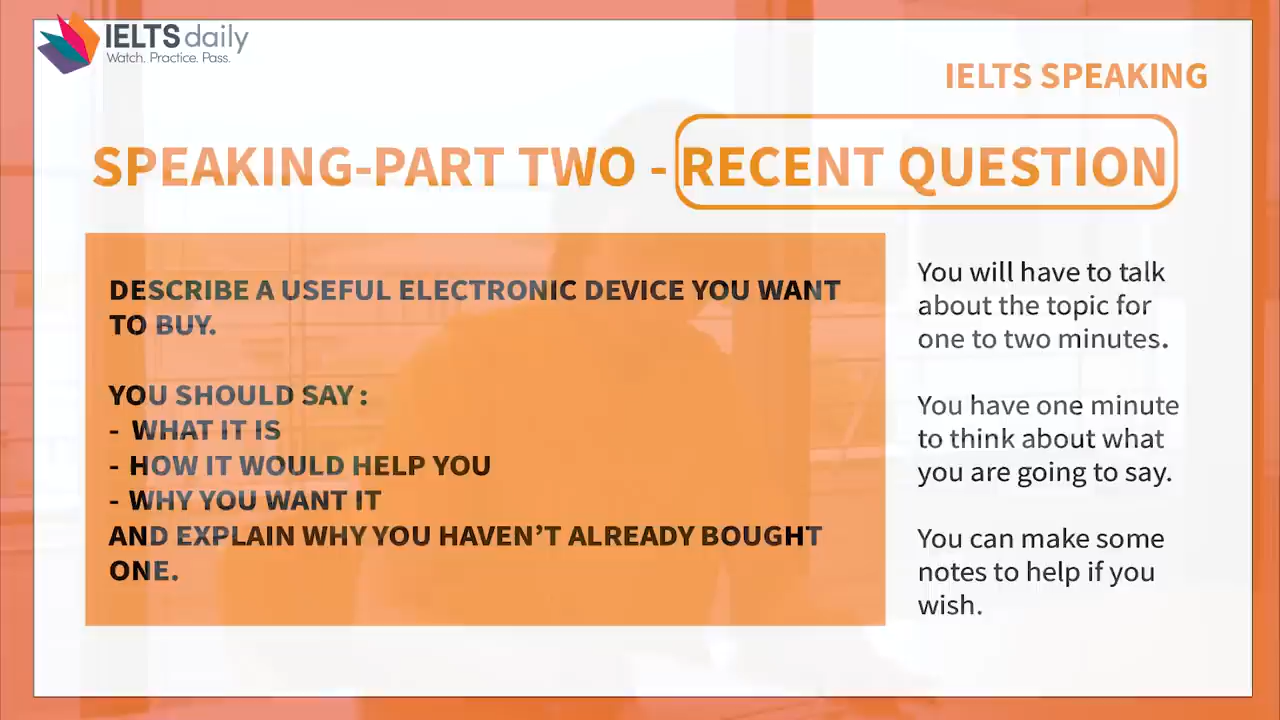 IELTS daily
Watch. Practice. Pass.
IELTS SPEAKING
SPEAKING-PART TWO - RECENT QUESTION
DESCRIBE A USEFUL ELECTRONIC DEVICE YOU WANT
TO BUY.
YOU SHOULD SAY :
- WHAT IT IS
- HOW IT WOULD HELP YOU
- WHY YOU WANT IT
AND EXPLAIN WHY YOU HAVEN’T ALREADY BOUGHT
ONE.
You will have to talk
about the topic for
one to two minutes.
You have one minute
to think about what
you are going to say.
You can make some
notes to help if you
wish.